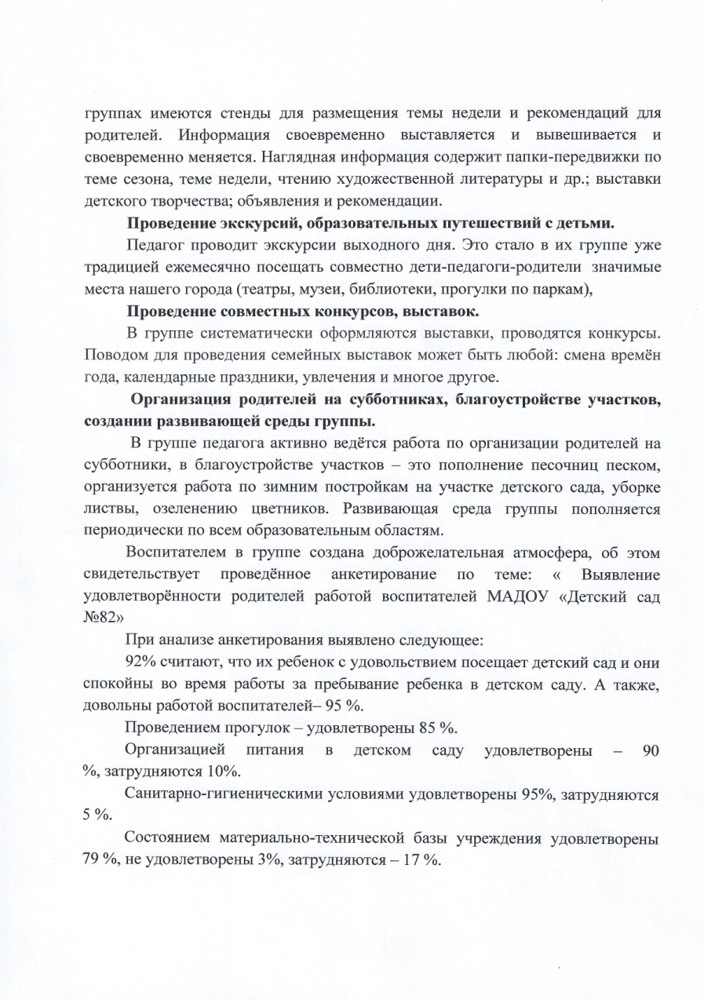 группах имеются стенды для размещения темы недели и рекомендаций для
родителей. Информация своевременно выставляется и вывешивается и
своевременно меняется. Наглядная информация содержит папки-передвижки по
теме сезона, теме недели, чтению художественной литературы и др.; выставки
детского творчества; объявления и рекомендации.
Проведение экскурсий, образовательных путешествий с детьми.
Педагог проводит экскурсии выходного дня. Это стало в их группе уже
традицией ежемесячно посещать совместно дети-педагоги-родители значимые
места нашего города (театры, музеи, библиотеки, прогулки по паркам),
Проведение совместных конкурсов, выставок.
В группе систематически оформляются выставки, проводятся конкурсы.
Поводом для проведения семейных выставок может быть любой: смена времён
года, календарные праздники, увлечения и многое другое.
Организация родителей на субботниках, благоустройстве участков,
создании развивающей среды группы.
В группе педагога активно ведётся работа по организации родителей на
субботники, в благоустройстве участков – это пополнение песочниц песком,
организуется работа по зимним постройкам на участке детского сада, уборке
листвы, озеленению цветников. Развивающая среда группы пополняется
периодически по всем образовательным областям.
Воспитателем в группе создана доброжелательная атмосфера, об этом
свидетельствует проведённое анкетирование по теме: « Выявление
удовлетворённости родителей работой воспитателей МАДОУ «Детский сад
№82»
При анализе анкетирования выявлено следующее:
92% считают, что их ребенок с удовольствием посещает детский сад и они
спокойны во время работы за пребывание ребенка в детском саду. А также,
довольны работой воспитателей– 95 %.
Проведением прогулок – удовлетворены 85 %.
Организацией питания в детском саду удовлетворены – 90
%, затрудняются 10%.
Санитарно-гигиеническими условиями удовлетворены 95%, затрудняются
5 %.
Состоянием материально-технической базы учреждения удовлетворены
79 %, не удовлетворены 3%, затрудняются – 17 %.